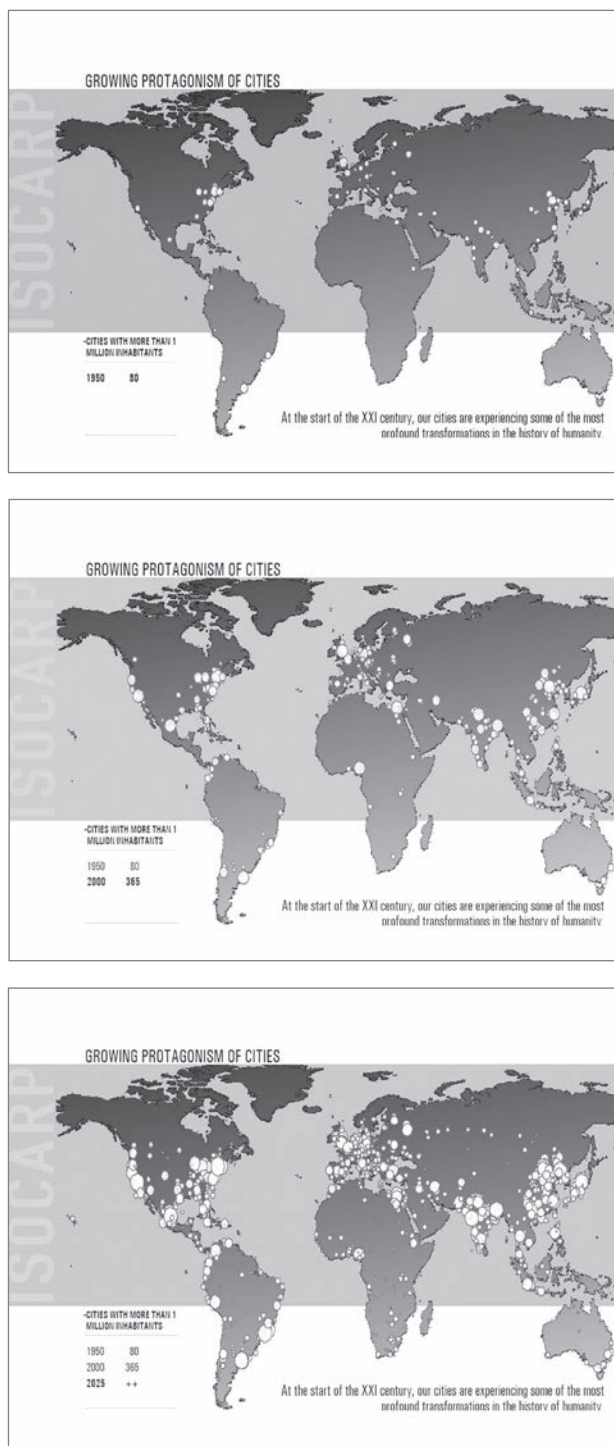 GROWING PROTAGONISM OF CITIES
ISOCARP
-CITIES WITH MORE THAN 1
MILLION INHABITANTS
1950 80
At the start of the XXI century, our cities are experiencing some of the most
profound transformations in the history of humanity.
GROWING PROTAGONISM OF CITIES
ISOCARP
-CITIES WITH MORE THAN 1
MILLION INHABITANTS
1950 80
2000 365
At the start of the XXI century, our cities are experiencing some of the most
profound transformations in the history of humanity.
GROWING PROTAGONISM OF CITIES
ISOCARP
-CITIES WITH MORE THAN 1
MILLION INHABITANTS
1950 80
2000 365
2025 ++
At the start of the XXI century, our cities are experiencing some of the most
profound transformations in the history of humanity.